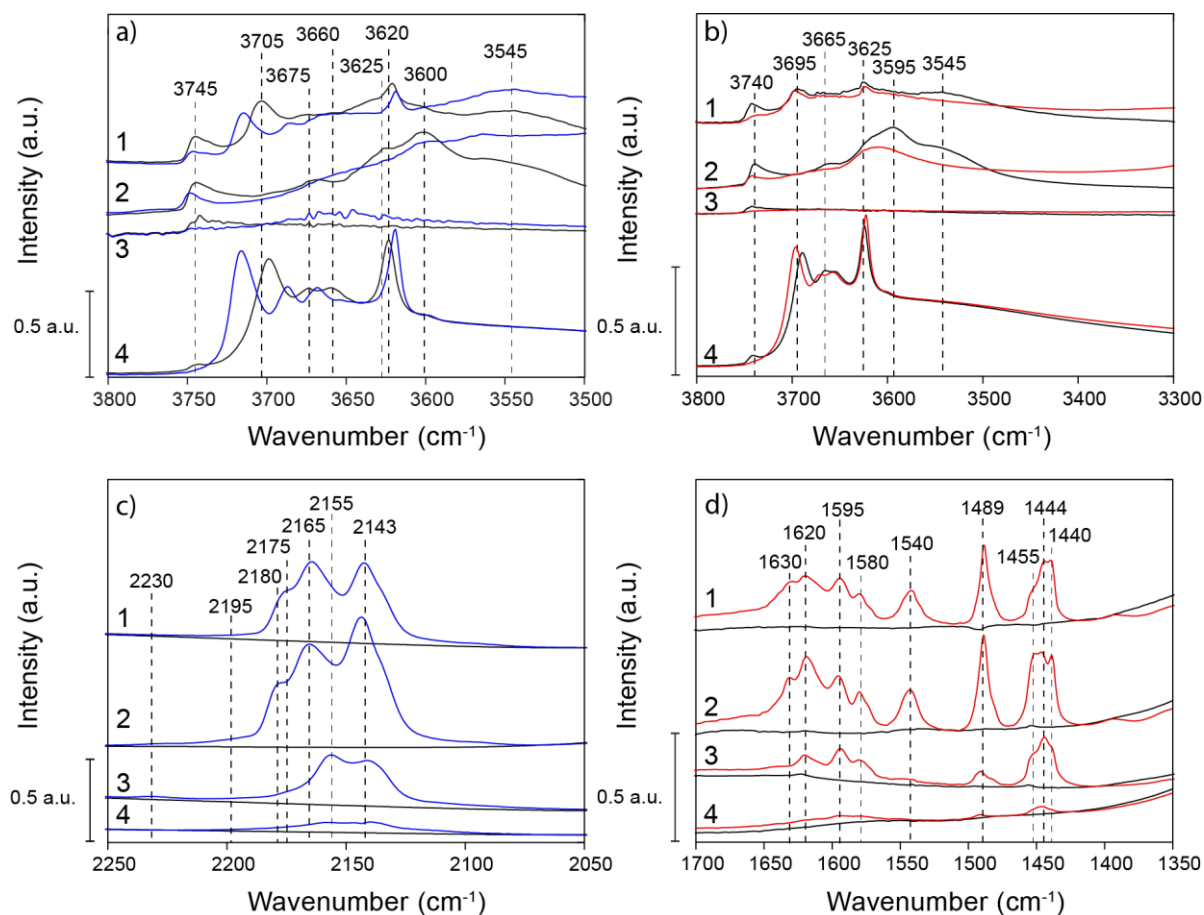 a)
3705
3660
3620
3745
3675
3625
3600
3545
1
2
3
4
0.5 a.u.
Intensity (a.u.)
3800 3750 3700 3650 3600 3550 3500
Wavenumber (cm-1)
b)
3665
3625
3695
3595
3545
3740
1
2
3
4
0.5 a.u.
Intensity (a.u.)
3800 3700 3600 3500 3400 3300
Wavenumber (cm-1)
c)
2155
2165
2143
2175
2180
2230
2195
1
2
3
4
0.5 a.u.
Intensity (a.u.)
2250 2200 2150 2100 2050
Wavenumber (cm-1)
d)
1595
1489
1444
1620
1540
1440
1630
1580
1455
1
2
3
4
0.5 a.u.
Intensity (a.u.)
1700 1650 1600 1550 1500 1450 1400 1350
Wavenumber (cm-1)